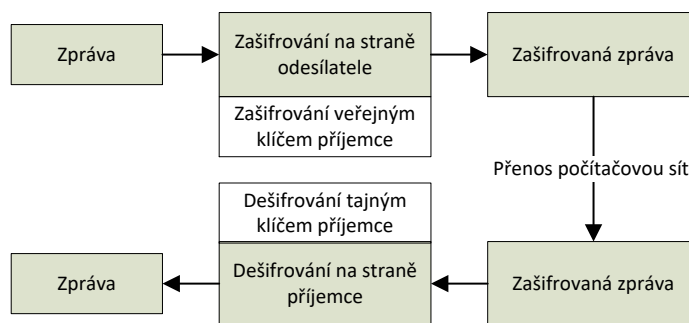 Zpráva
Zašifrování na straně
odesílatele
Zašifrovaná zpráva
Zašifrování veřejným
klíčem příjemce
Přenos počítačovou sít
Dešifrování tajným
klíčem příjemce
Zpráva
Dešifrování na straně
příjemce
Zašifrovaná zpráva